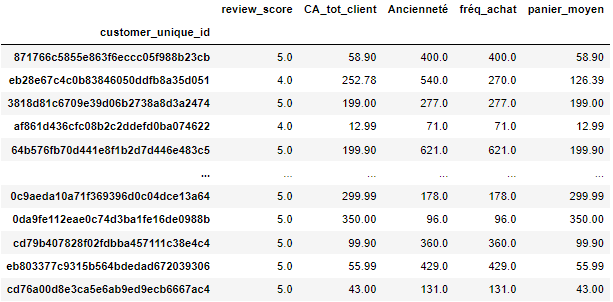 review_score CA_tot_client Ancienneté fréq_achat panier_moyen
customer_unique_id
871766c5855e863f6eccc05f988b23cb 5.0 58.90 400.0 400.0 58.90
eb28e67c4c0b83846050ddfb8a35d051 4.0 252.78 540.0 270.0 126.39
3818d81c6709e39d06b2738a8d3a2474 5.0 199.00 277.0 277.0 199.00
af861d436cfc08b2c2ddefd0ba074622 4.0 12.99 71.0 71.0 12.99
64b576fb70d441e8f1b2d7d446e483c5 5.0 199.90 621.0 621.0 199.90
... ... ... ... ... ...
0c9aeda10a71f369396d0c04dce13a64 5.0 299.99 178.0 178.0 299.99
0da9fe112eae0c74d3ba1fe16de0988b 5.0 350.00 96.0 96.0 350.00
cd79b407828f02fdbba457111c38e4c4 5.0 99.90 360.0 360.0 99.90
eb803377c9315b564bdedad672039306 5.0 55.99 429.0 429.0 55.99
cd76a00d8e3ca5e6ab9ed9ecb6667ac4 5.0 43.00 131.0 131.0 43.00